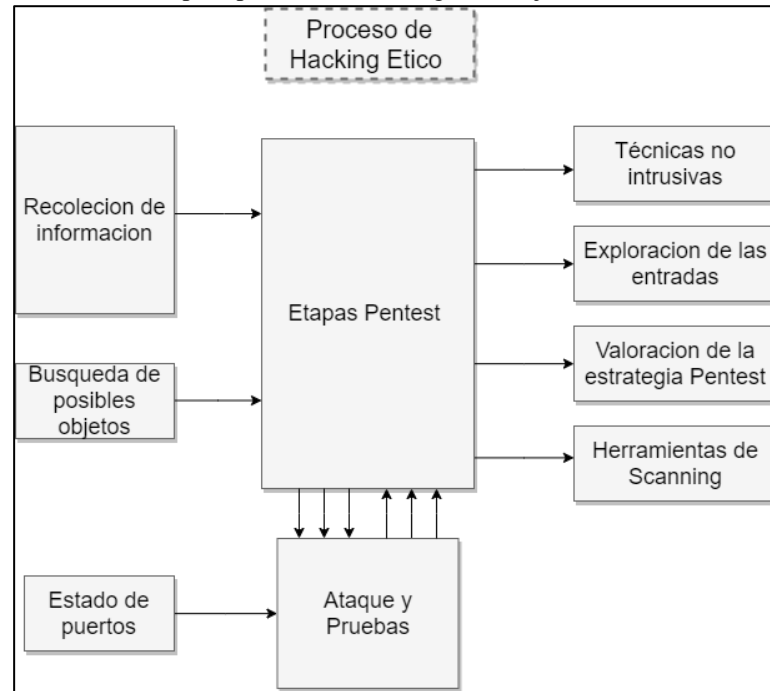 Proceso de
Hacking Etico
Recolecion de
informacion
Etapas Pentest
Técnicas no
intrusivas
Exploracion de las
entradas
Busqueda de
posibles
objetos
Valoracion de la
estrategia Pentest
Herramientas de
Scanning
Estado de
puertos
Ataque y
Pruebas